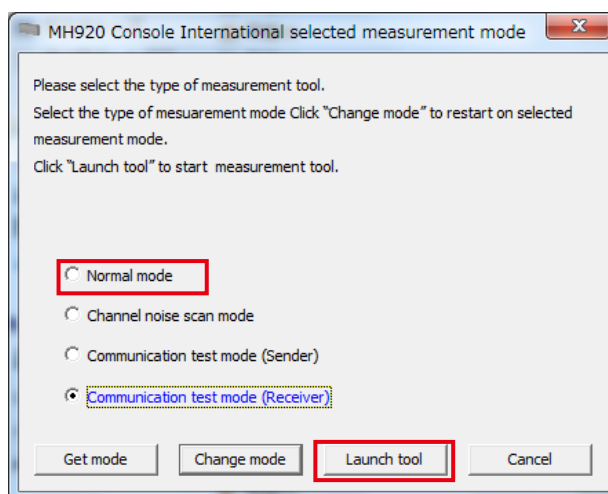 MH920 Console International selected measurement mode
Please select the type of measurement tool.
Select the type of mesuarement mode Click “Change mode” to restart on selected
measurement mode.
Click “Launch tool” to start measurement tool.
Normal mode
Channel noise scan mode
Communication test mode (Sender)
Communication test mode (Receiver)
Get mode Change mode Launch tool Cancel